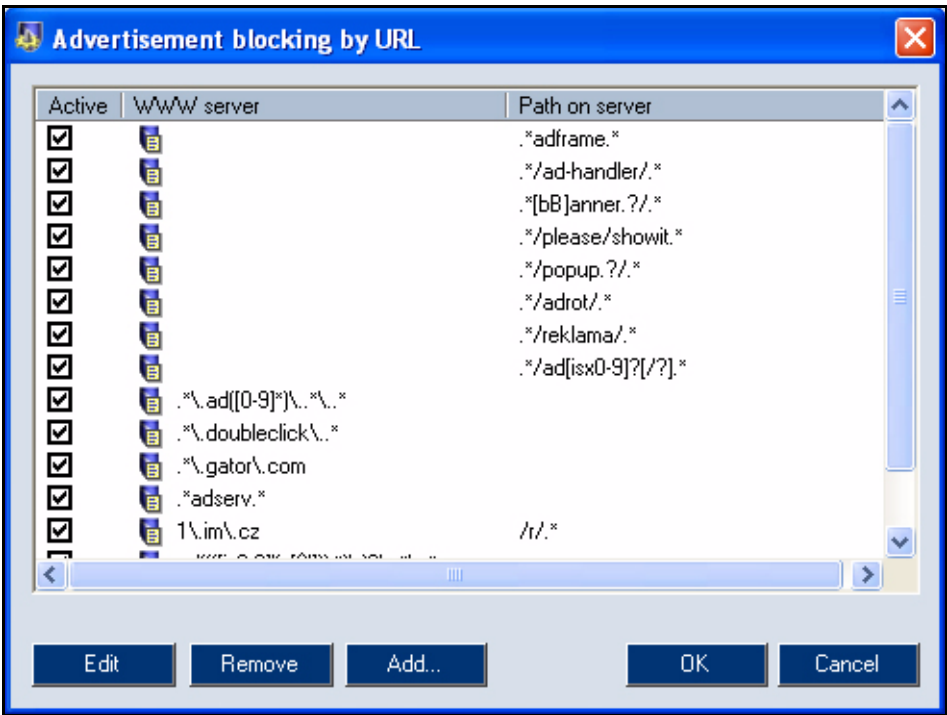 Advertisement blocking by URL
Active WWW server Path on server
.*adframe.*
.*/ad-handler/.*
.*[bB]anner.?/.*
.*/please/showit.*
.*/popup.?/.*
.*/adrot/.*
.*/reklama/.*
.*/ad[isx0-9]?[/?].*
.*\.ad([0-9]*)\..*\..*
.*\.doubleclick\..*
.*\.gator\.com
.*adserv.*
1\.im\.cz /r/.*
Edit Remove Add... OK Cancel